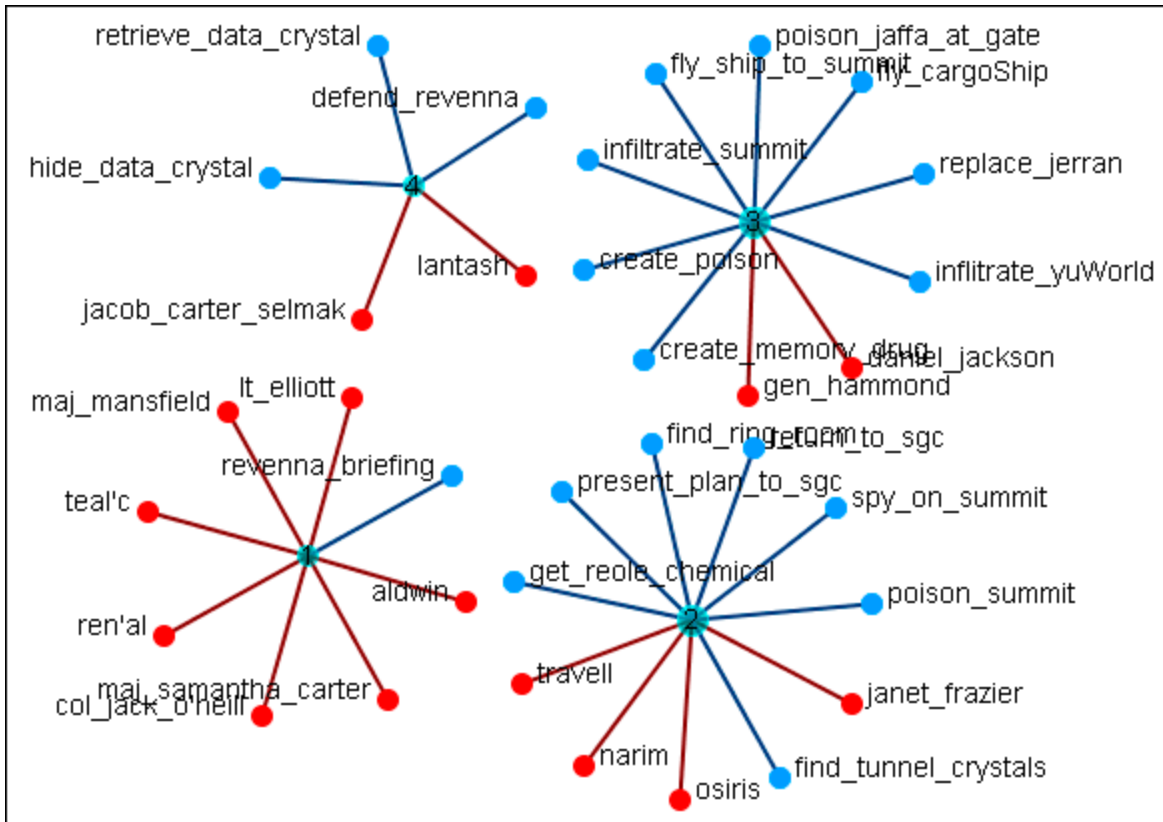 retrieve_data_crystal
defend_revenna
hide_data_crystal
4
lantash
jacob_carter_selmak
poison_jaffa_at_gate
fly_ship_to_summit
fly_cargoShip
infiltrate_summit
replace_jerran
3
create_poison
inflitrate_yuWorld
create_memory_drug
daniel_jackson
gen_hammond
lt_elliott
maj_mansfield
revenna_briefing
teal'c
1
aldwin
ren'al
maj_samantha_carter
col_jack_o'neill
find_ring_room
return_to_sgc
present_plan_to_sgc
spy_on_summit
get_reole_chemical
poison_summit
2
travell
janet_frazier
narim
find_tunnel_crystals
osiris